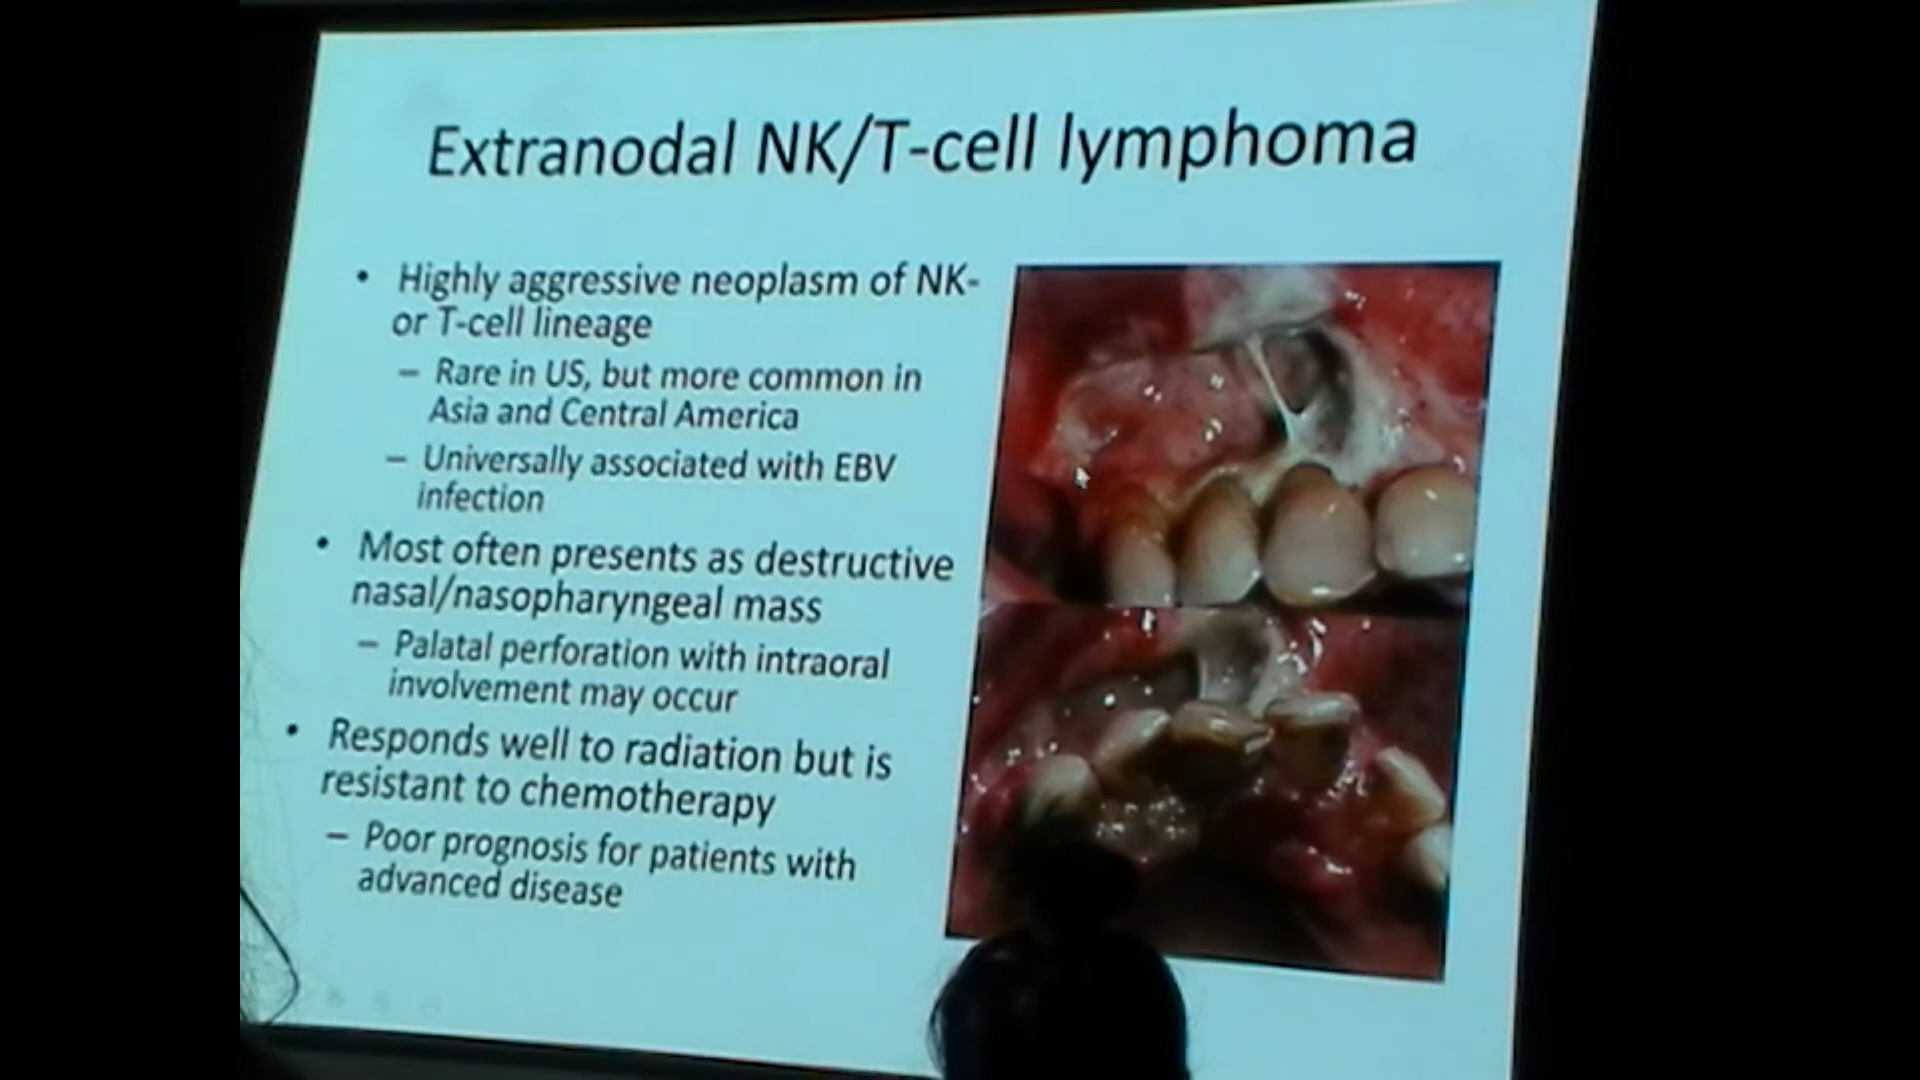 Extranodal NK/T-cell lymphoma
• Highly aggressive neoplasm of NK-
or T-cell lineage
– Rare in US, but more common in
Asia and Central America
– Universally associated with EBV
infection
• Most often presents as destructive
nasal/nasopharyngeal mass
– Palatal perforation with intraoral
involvement may occur
• Responds well to radiation but is
resistant to chemotherapy
– Poor prognosis for patients with
advanced disease